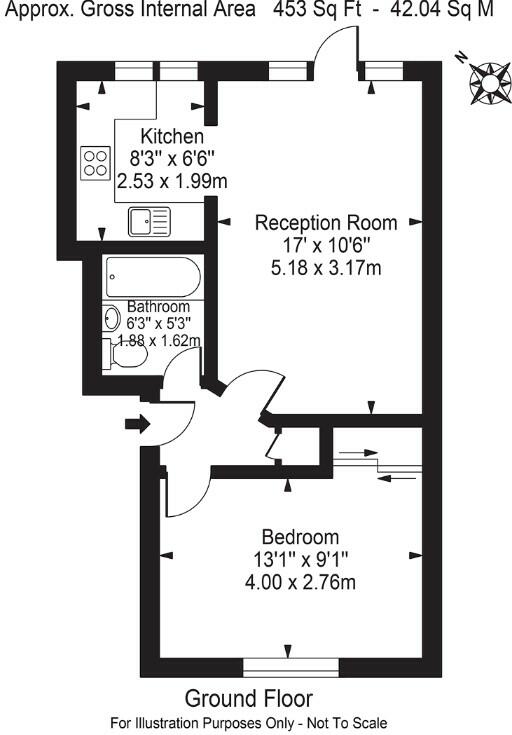 Approx. Gross Internal Area   453 Sq Ft  -  42.04 Sq M
N
Kitchen
8'3" x 6'6"
2.53 x 1.99m
Reception Room
17' x 10'6"
5.18 x 3.17m
Bathroom
6'3" x 5'3"
1.88 x 1.62m
Bedroom
13'1" x 9'1"
4.00 x 2.76m
Ground Floor
For Illustration Purposes Only - Not To Scale